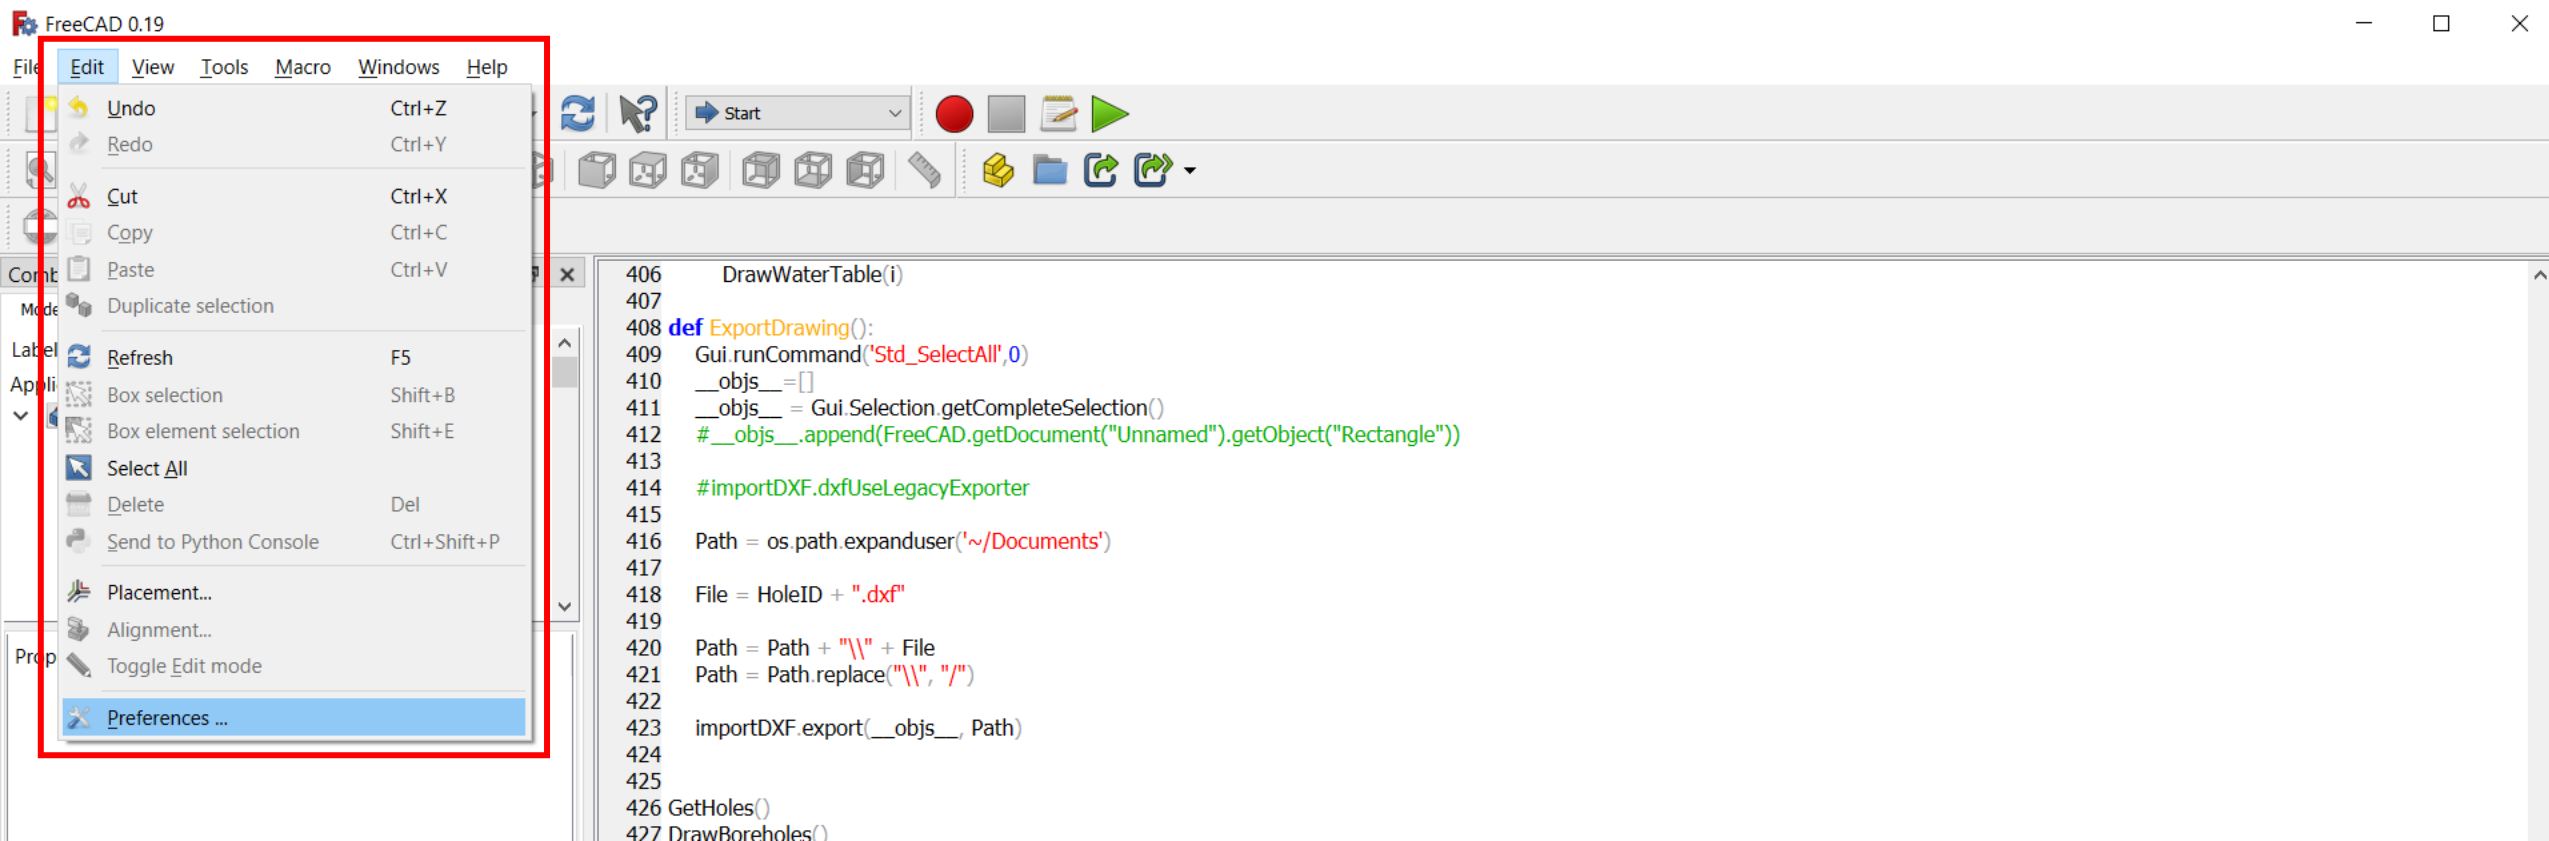 FreeCAD 0.19
File Edit View Tools Macro Windows Help
Undo Ctrl+Z
Redo Ctrl+Y
Cut Ctrl+X
Copy Ctrl+C
Paste Ctrl+V
Duplicate selection
Refresh F5
Box selection Shift+B
Box element selection Shift+E
Select All
Delete Del
Send to Python Console Ctrl+Shift+P
Placement...
Alignment...
Toggle Edit mode
Preferences ...
Start
Comb
Mode
Label
Appli
Prop
406 DrawWaterTable(i)
407
408 def ExportDrawing():
409 Gui.runCommand('Std_SelectAll',0)
410 __objs__=[]
411 __objs__ = Gui.Selection.getCompleteSelection()
412 #__objs__.append(FreeCAD.getDocument("Unnamed").getObject("Rectangle"))
413
414 #importDXF.dxfUseLegacyExporter
415
416 Path = os.path.expanduser('~/Documents')
417
418 File = HoleID + ".dxf"
419
420 Path = Path + "\\" + File
421 Path = Path.replace("\\", "/")
422
423 importDXF.export(__objs__, Path)
424
425
426 GetHoles()
427 DrawBoreholes()